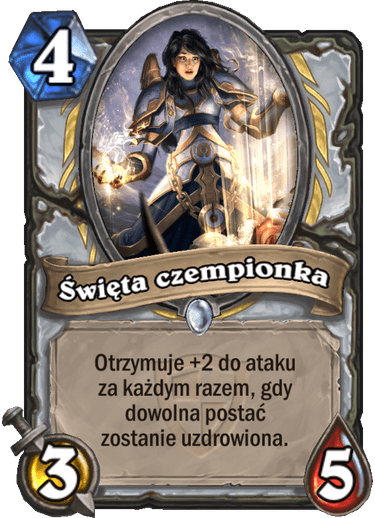 4
Święta czempionka
Otrzymuje +2 do ataku
za każdym razem, gdy
dowolna postać
zostanie uzdrowiona.
3
5